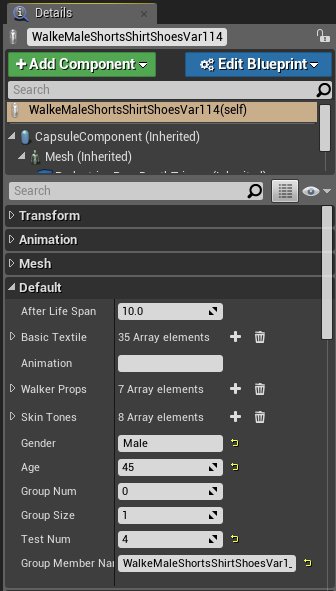 Details
WalkeMaleShortsShirtShoesVar114
+ Add Component
Edit Blueprint
Search
WalkeMaleShortsShirtShoesVar114(self)
CapsuleComponent (Inherited)
Mesh (Inherited)
Search
Transform
Animation
Mesh
Default
After Life Span 10.0
Basic Textile 35 Array elements
Animation
Walker Props 7 Array elements
Skin Tones 8 Array elements
Gender Male
Age 45
Group Num 0
Group Size 1
Test Num 4
Group Member Nar WalkeMaleShortsShirtShoesVar1_